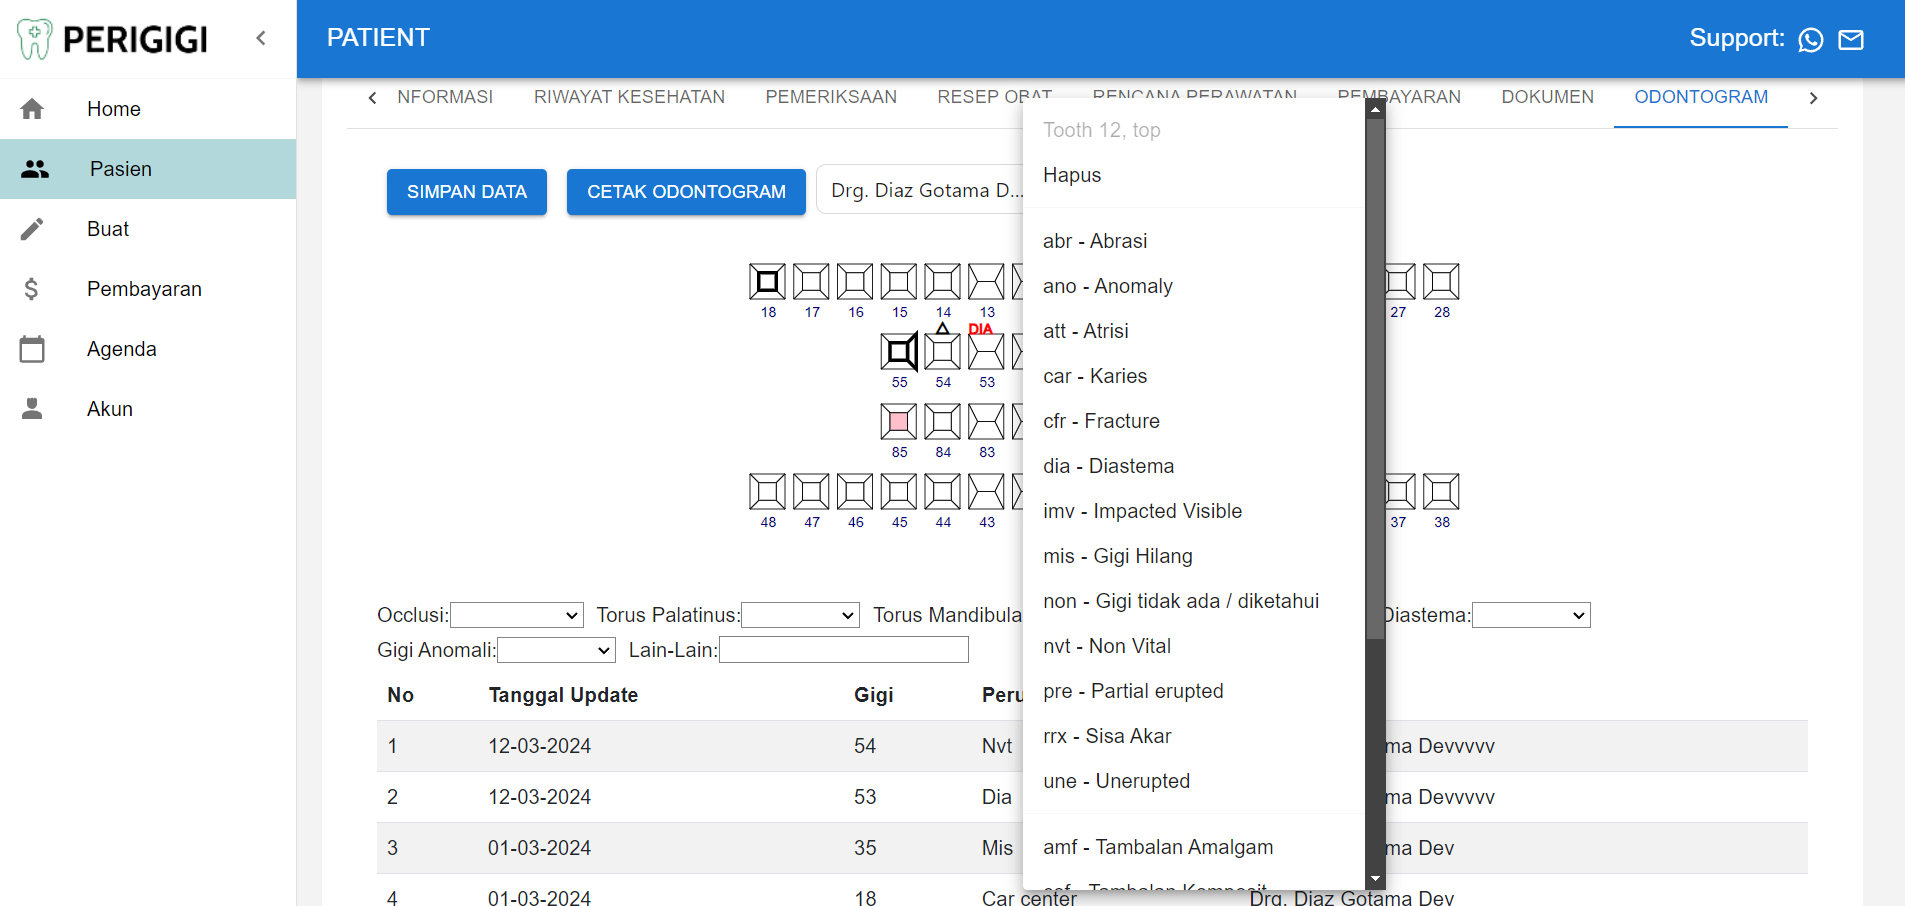 PERIGIGI
PATIENT
Support:
Home
Pasien
Buat
Pembayaran
Agenda
Akun
NFORMASI RIWAYAT KESEHATAN PEMERIKSAAN RESEP OBAT RENCANA PERAWATAN PEMBAYARAN DOKUMEN ODONTOGRAM
SIMPAN DATA CETAK ODONTOGRAM Drg. Diaz Gotama D...
18 17 16 15 14 13 27 28
DIA
55 54 53
85 84 83
48 47 46 45 44 43 37 38
Tooth 12, top
Hapus
abr - Abrasi
ano - Anomaly
att - Atrisi
car - Karies
cfr - Fracture
dia - Diastema
imv - Impacted Visible
mis - Gigi Hilang
non - Gigi tidak ada / diketahui
nvt - Non Vital
pre - Partial erupted
rrx - Sisa Akar
une - Unerupted
amf - Tambalan Amalgam
Occlusi: Torus Palatinus: Torus Mandibula Diastema:
Gigi Anomali: Lain-Lain:
No Tanggal Update Gigi Peru
1 12-03-2024 54 Nvt ma Devvvvv
2 12-03-2024 53 Dia ma Devvvvv
3 01-03-2024 35 Mis ma Dev
4 01-03-2024 18 Car center Drg. Diaz Gotama Dev